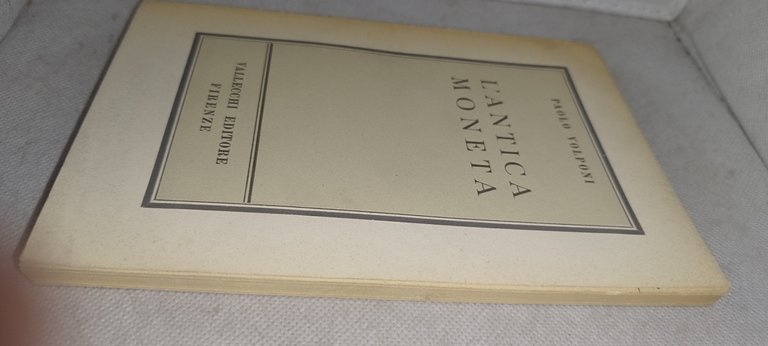 PAOLO VOLPONI
L'ANTICA
MONETA
VALLECCHI EDITORE
FIRENZE